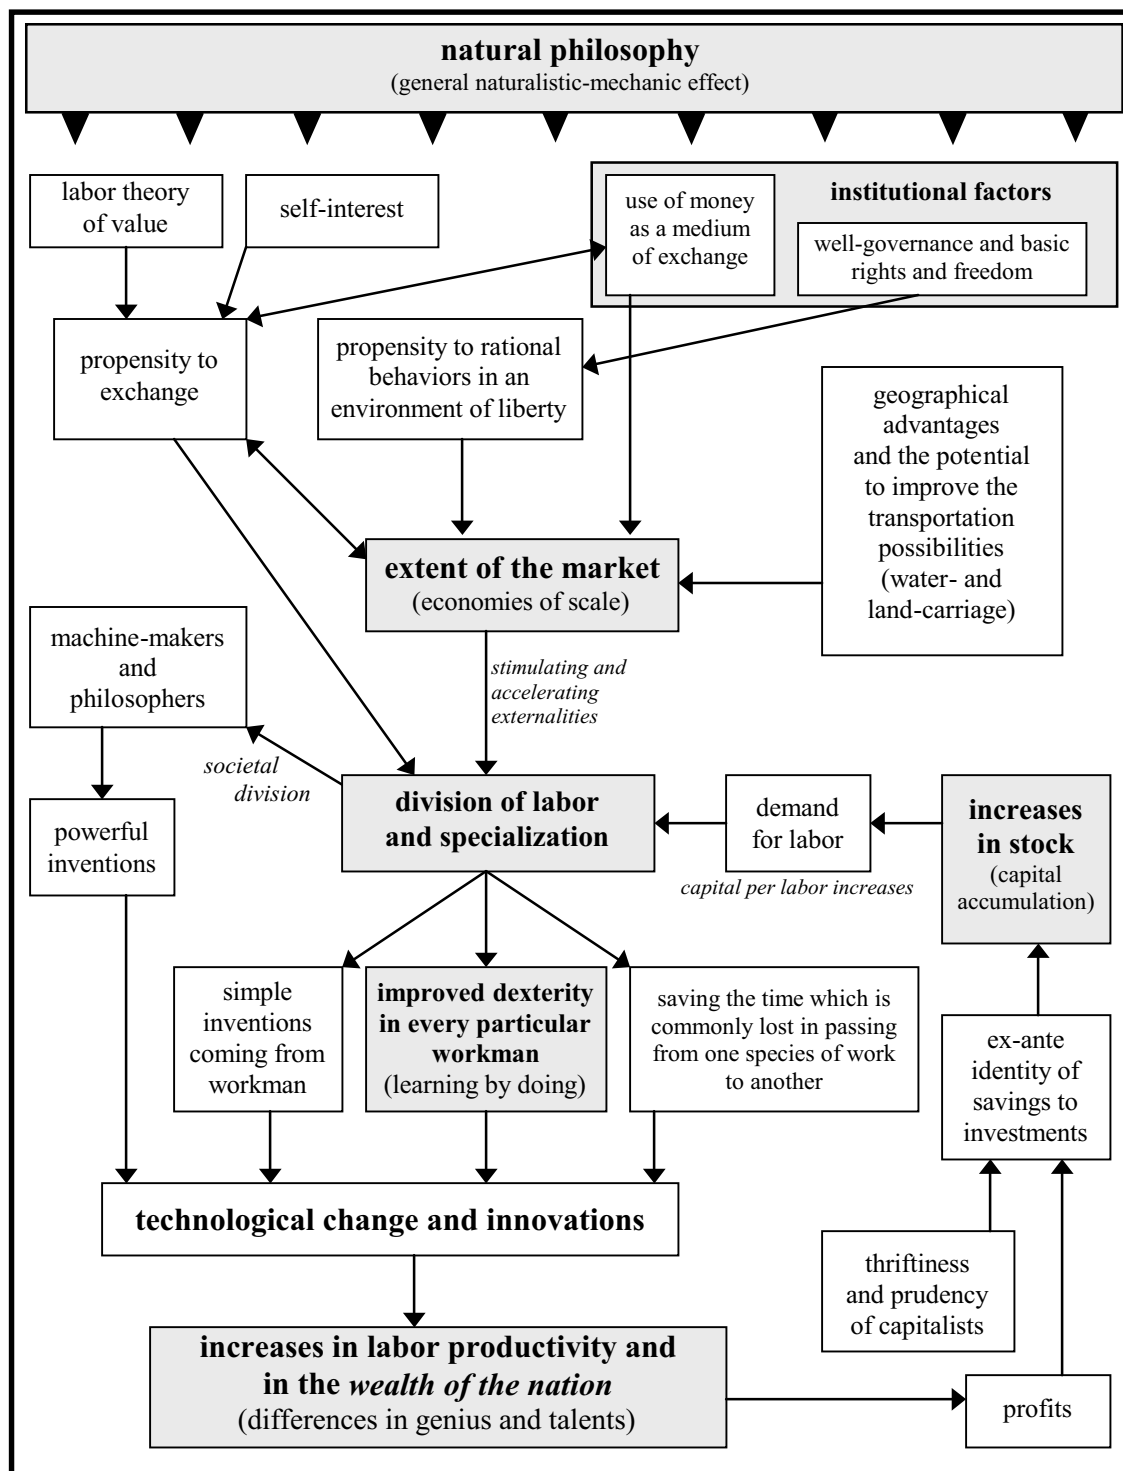 natural philosophy
(general naturalistic-mechanic effect)
labor theory
of value
self-interest
use of money
as a medium
of exchange
institutional factors
well-governance and basic
rights and freedom
propensity to
exchange
propensity to rational
behaviors in an
environment of liberty
geographical
advantages
and the potential
to improve the
transportation
possibilities
(water- and
land-carriage)
extent of the market
(economies of scale)
machine-makers
and
philosophers
stimulating and
accelerating
externalities
societal
division
powerful
inventions
division of labor
and specialization
demand
for labor
capital per labor increases
increases
in stock
(capital
accumulation)
simple
inventions
coming from
workman
improved dexterity
in every particular
workman
(learning by doing)
saving the time which is
commonly lost in passing
from one species of work
to another
ex-ante
identity of
savings to
investments
technological change and innovations
thriftiness
and prudency
of capitalists
increases in labor productivity and
in the wealth of the nation
(differences in genius and talents)
profits